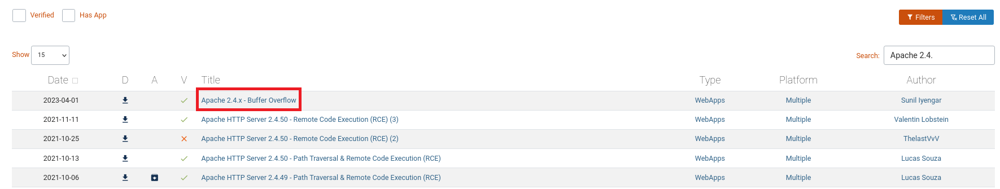 Verified Has App Filters Reset All
Show 15 Search: Apache 2.4.
Date D A V Title Type Platform Author
2023-04-01 Apache 2.4.x - Buffer Overflow WebApps Multiple Sunil Iyengar
2021-11-11 Apache HTTP Server 2.4.50 - Remote Code Execution (RCE) (3) WebApps Multiple Valentin Lobstein
2021-10-25 Apache HTTP Server 2.4.50 - Remote Code Execution (RCE) (2) WebApps Multiple ThelastVvV
2021-10-13 Apache HTTP Server 2.4.50 - Path Traversal & Remote Code Execution (RCE) WebApps Multiple Lucas Souza
2021-10-06 Apache HTTP Server 2.4.49 - Path Traversal & Remote Code Execution (RCE) WebApps Multiple Lucas Souza